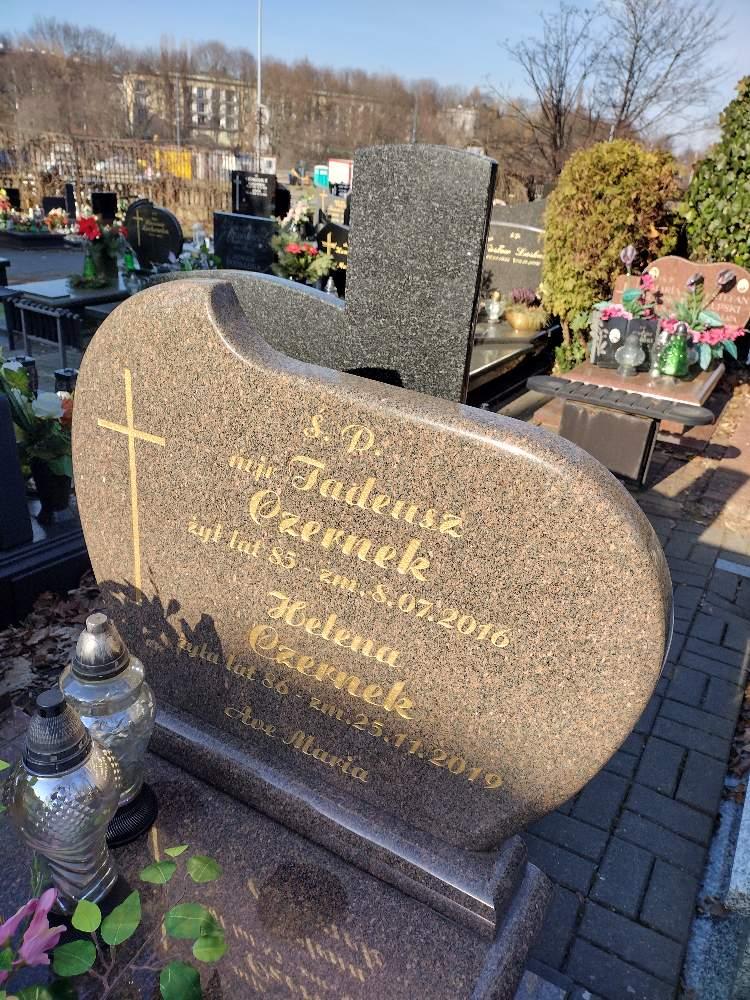 Ś. P.
mjr Tadeusz
Czernek
żył lat 85 - zm. 8.07.2016
Helena
Czernek
żyła lat 86 - zm. 25.11.2019
Ave Maria